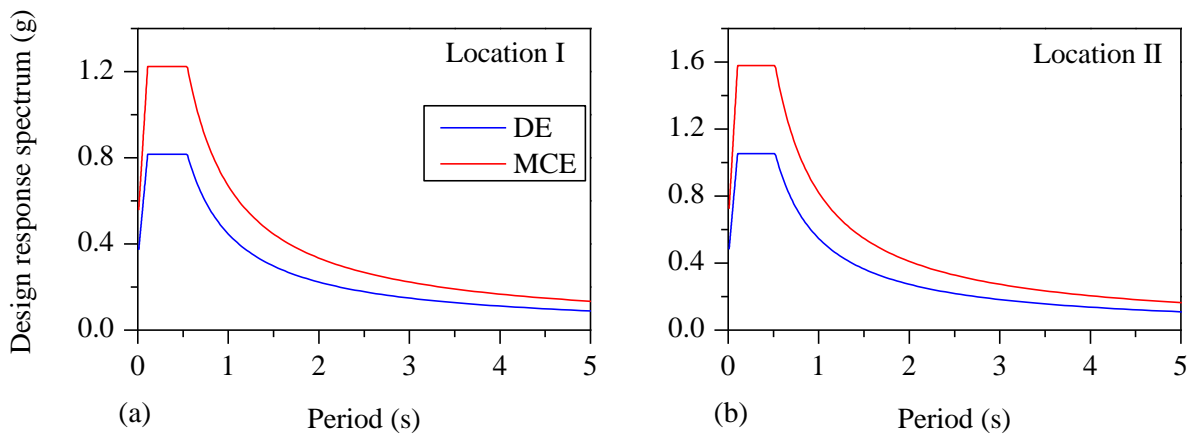 Design response spectrum (g)
1.2
0.8
0.4
0.0
Location I
DE
MCE
0 1 2 3 4 5
(a) Period (s)
1.6
1.2
0.8
0.4
0.0
Location II
0 1 2 3 4 5
(b) Period (s)